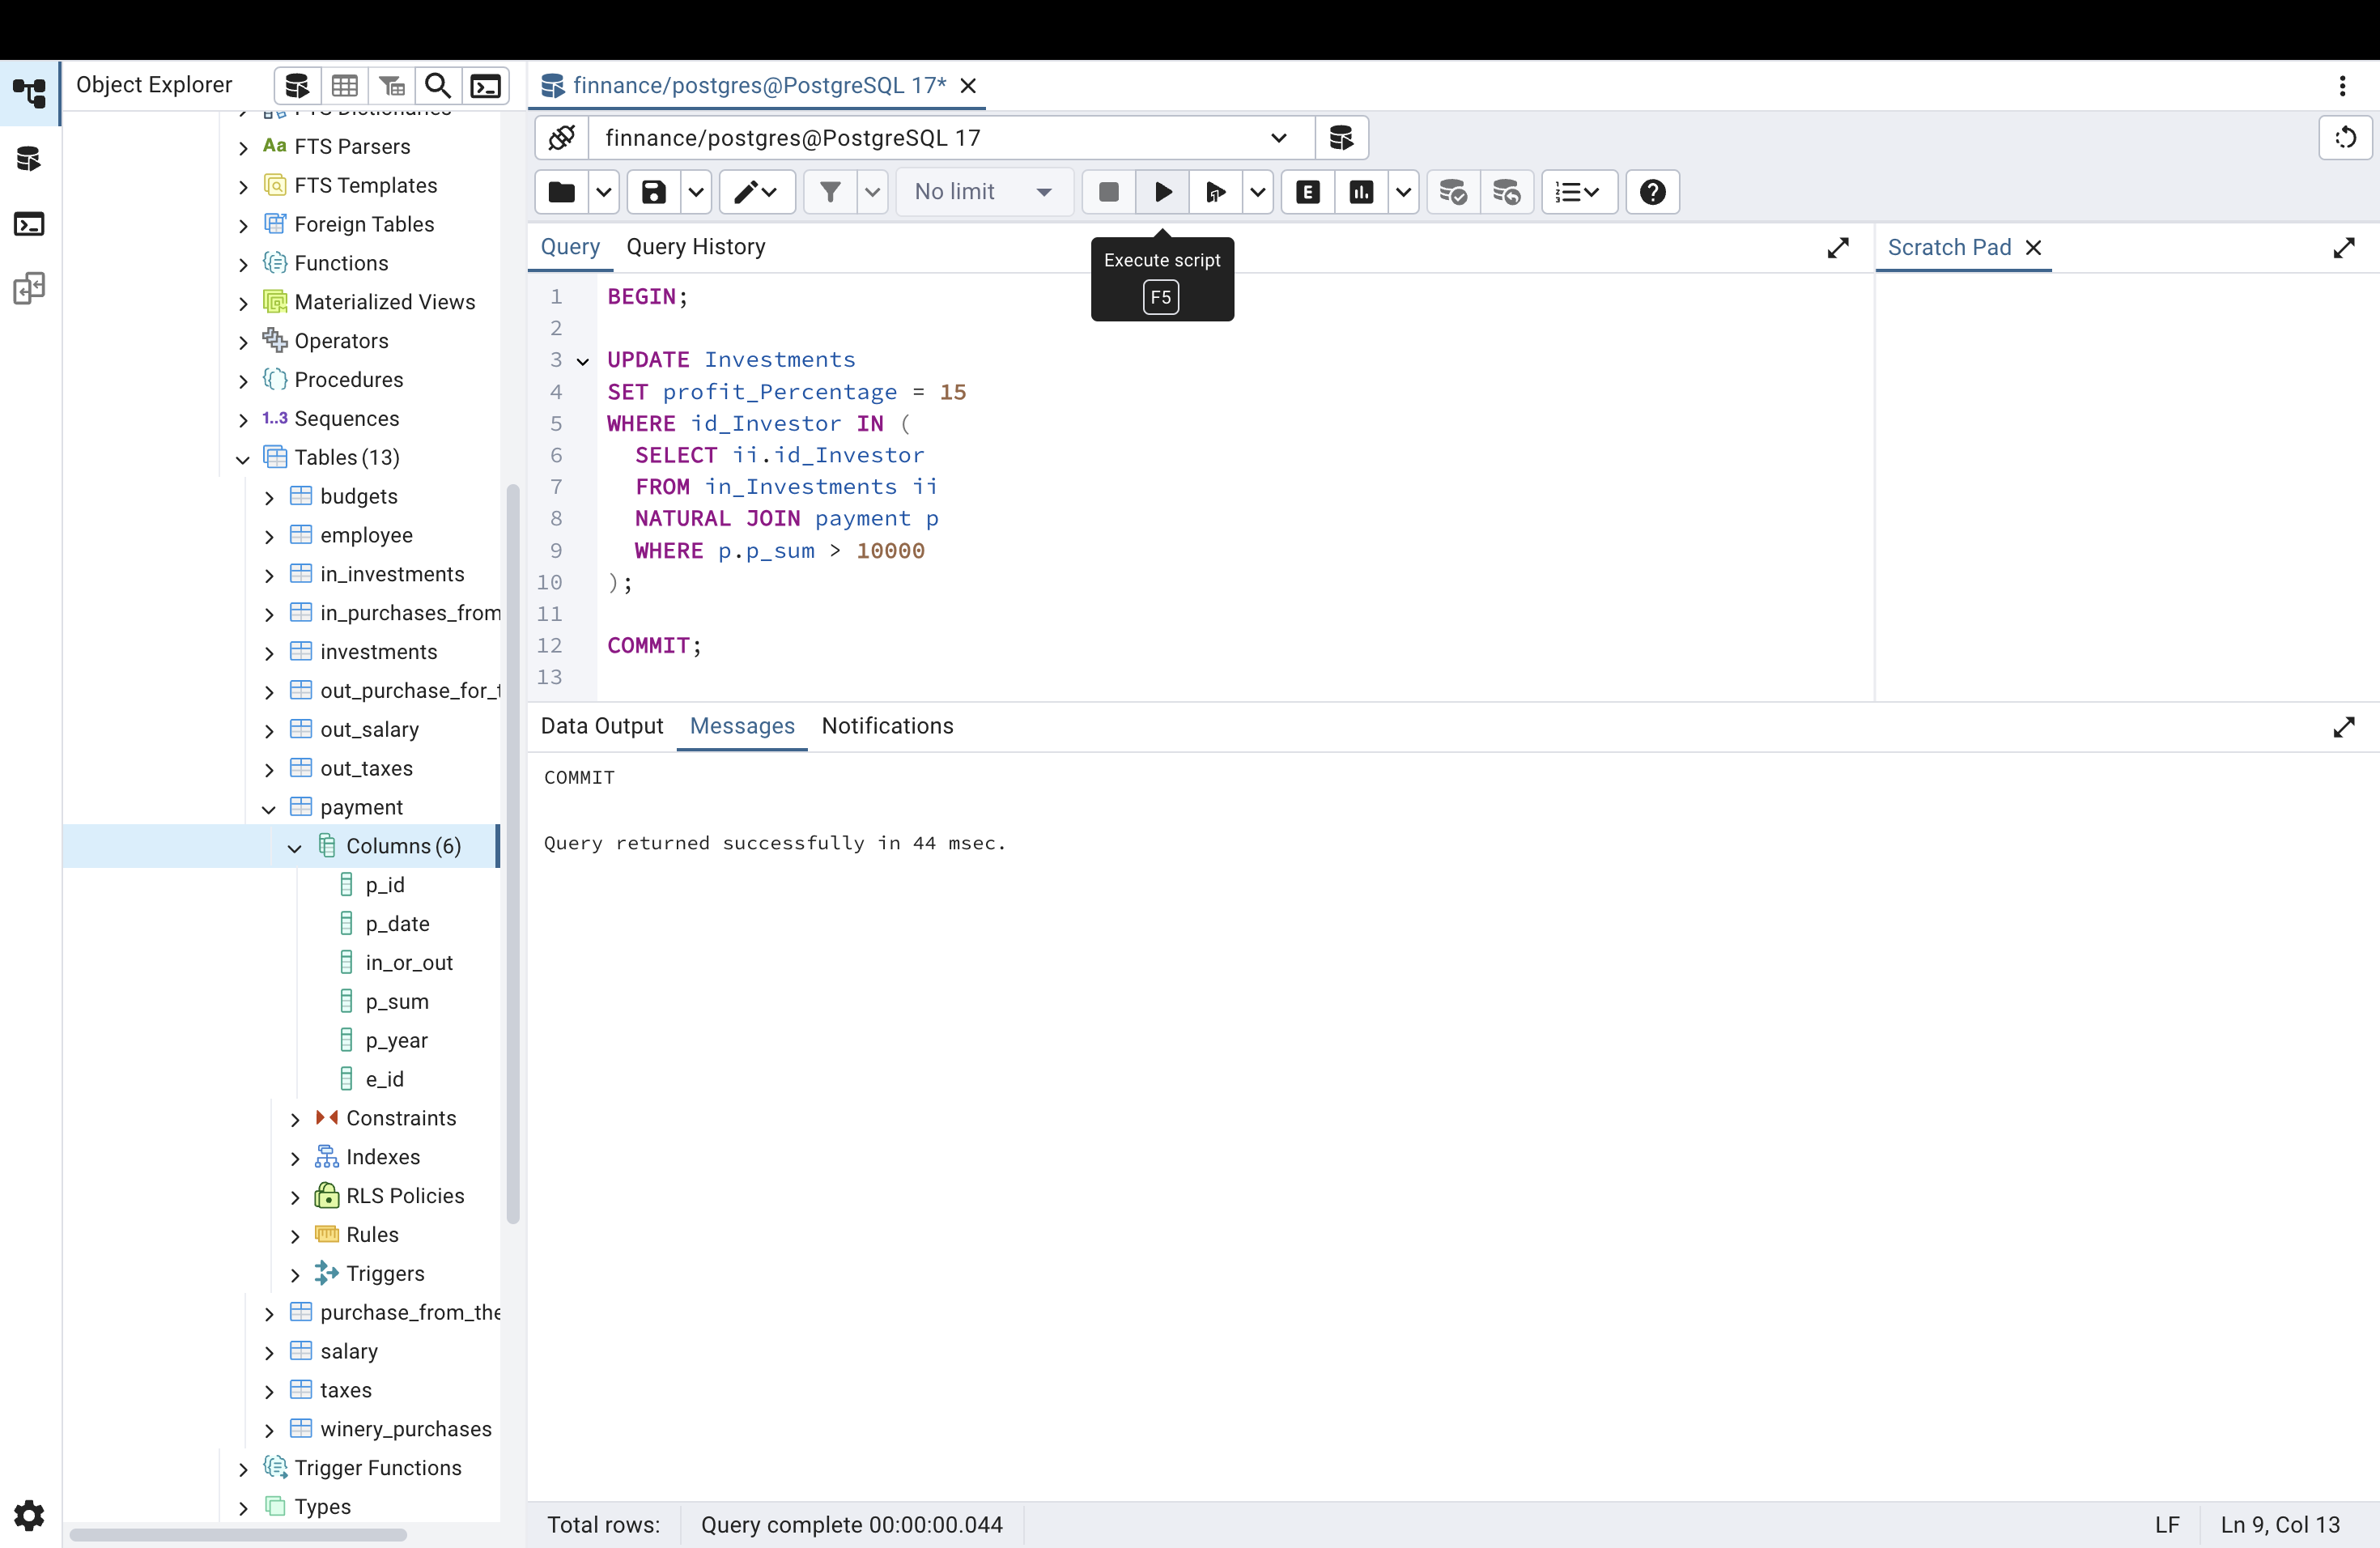 Object Explorer
finnance/postgres@PostgreSQL 17*
finnance/postgres@PostgreSQL 17
No limit
E
Query
Query History
Scratch Pad
Execute script
F5
FTS Dictionaries
Aa FTS Parsers
FTS Templates
Foreign Tables
Functions
Materialized Views
Operators
Procedures
1..3 Sequences
Tables (13)
budgets
employee
in_investments
in_purchases_from
investments
out_purchase_for_t
out_salary
out_taxes
payment
Columns (6)
p_id
p_date
in_or_out
p_sum
p_year
e_id
Constraints
Indexes
RLS Policies
Rules
Triggers
purchase_from_the
salary
taxes
winery_purchases
Trigger Functions
Types
1 BEGIN;
2
3 UPDATE Investments
4 SET profit_Percentage = 15
5 WHERE id_Investor IN (
6 SELECT ii.id_Investor
7 FROM in_Investments ii
8 NATURAL JOIN payment p
9 WHERE p.p_sum > 10000
10 );
11
12 COMMIT;
13
Data Output
Messages
Notifications
COMMIT
Query returned successfully in 44 msec.
Total rows:
Query complete 00:00:00.044
LF
Ln 9, Col 13